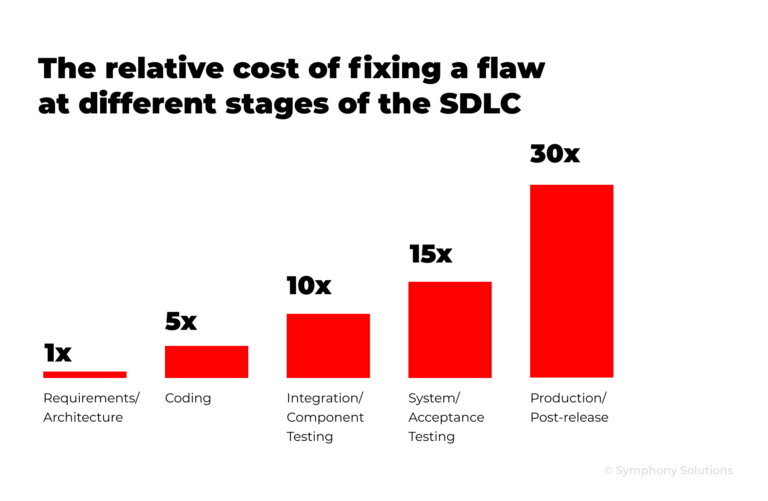 The relative cost of fixing a flaw
at different stages of the SDLC
1x
5x
10x
15x
30x
Requirements/
Architecture
Coding
Integration/
Component
Testing
System/
Acceptance
Testing
Production/
Post-release
© Symphony Solutions